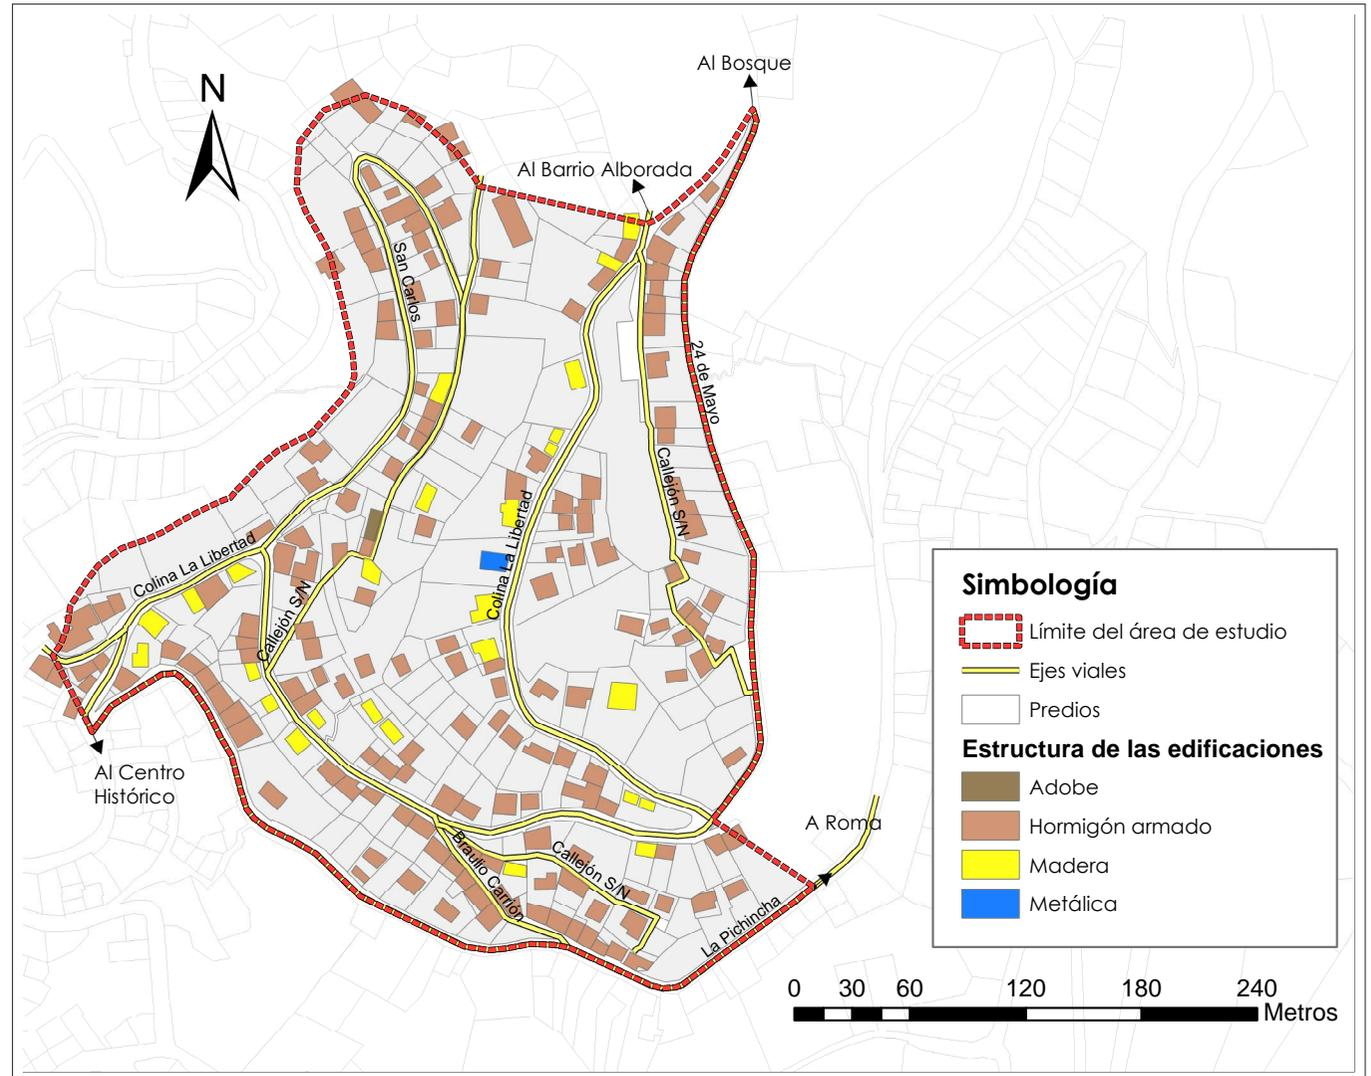 Al Bosque
N
Al Barrio Alborada
San Carlos
24 de Mayo
Callejón S/N
Colina La Libertad
Colina La Libertad
Callejón S/N
Al Centro
Histórico
A Roma
Braulio Carrión
Callejón S/N
La Pichincha
Simbología
Límite del área de estudio
Ejes viales
Predios
Estructura de las edificaciones
Adobe
Hormigón armado
Madera
Metálica
0 30 60 120 180 240
Metros